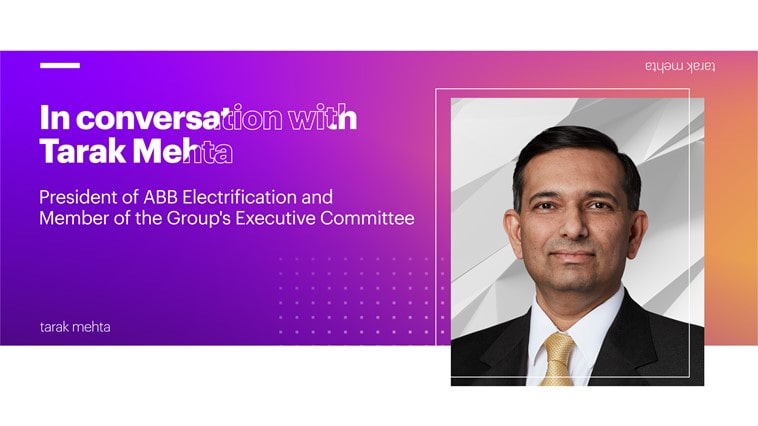 tarak mehta
In conversation with
Tarak Mehta
President of ABB Electrification and
Member of the Group's Executive Committee
tarak mehta